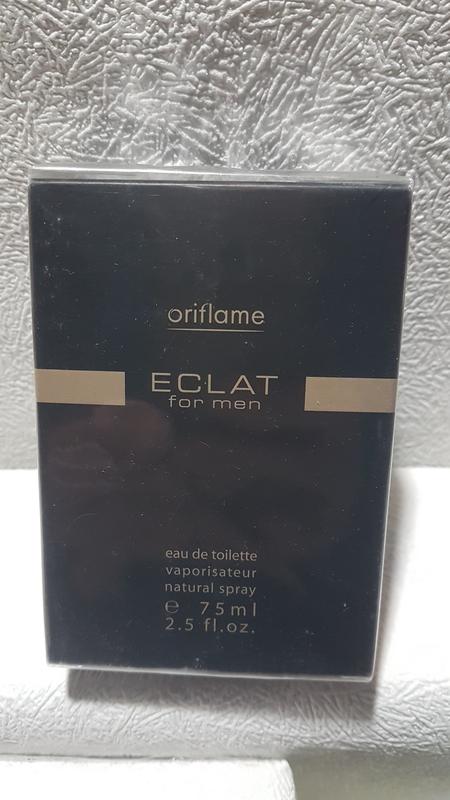 oriflame
ECLAT
for men
eau de toilette
vaporisateur
natural spray
℮ 75ml
2.5 fl.oz.